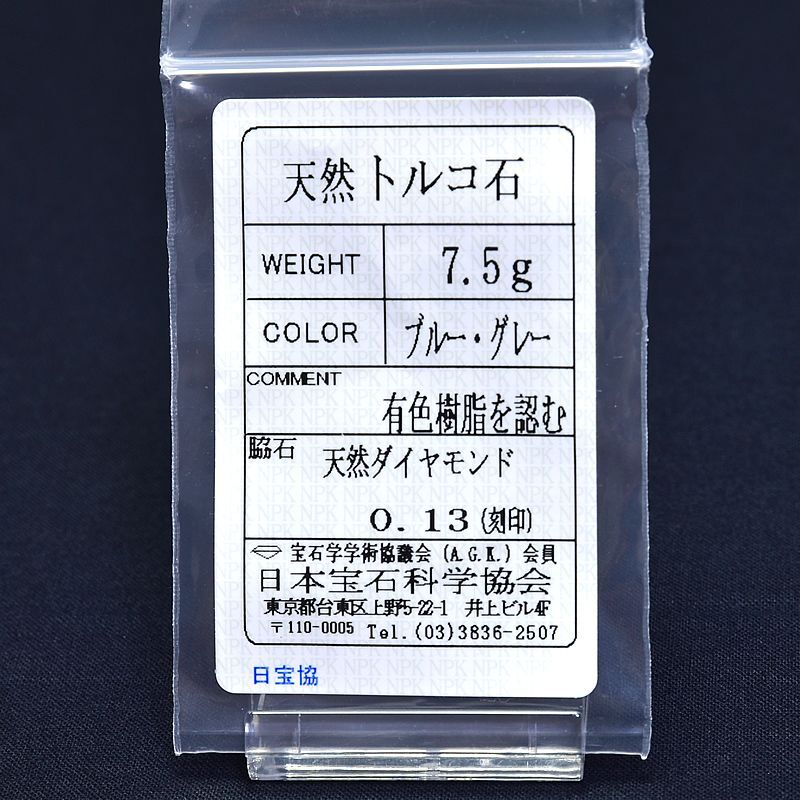 天然トルコ石
WEIGHT 7.5g
COLOR ブルー・グレー
COMMENT
有色樹脂を認む
脇石 天然ダイヤモンド
0.13(刻印)
宝石学学術協議会(A.G.K.)会員
日本宝石科学協会
東京都台東区上野5-22-1 井上ビル4F
〒110-0005 Tel.(03)3836-2507
日宝協